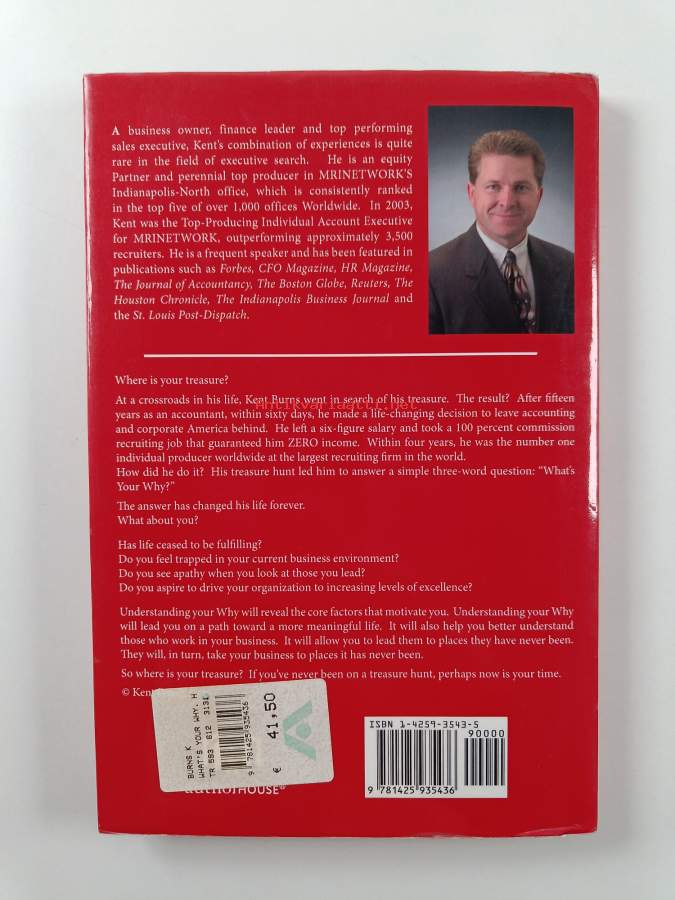 A business owner, finance leader and top performing
sales executive, Kent's combination of experiences is quite
rare in the field of executive search. He is an equity
Partner and perennial top producer in MRINETWORK'S
Indianapolis-North office, which is consistently ranked
in the top five of over 1,000 offices Worldwide. In 2003,
Kent was the Top-Producing Individual Account Executive
for MRINETWORK, outperforming approximately 3,500
recruiters. He is a frequent speaker and has been featured in
publications such as Forbes, CFO Magazine, HR Magazine,
The Journal of Accountancy, The Boston Globe, Reuters, The
Houston Chronicle, The Indianapolis Business Journal and
the St. Louis Post-Dispatch.
Where is your treasure?
At a crossroads in his life, Kent Burns went in search of his treasure. The result? After fifteen
antikvariaatti.net
years as an accountant, within sixty days, he made a life-changing decision to leave accounting
and corporate America behind. He left a six-figure salary and took a 100 percent commission
recruiting job that guaranteed him ZERO income. Within four years, he was the number one
individual producer worldwide at the largest recruiting firm in the world.
How did he do it? His treasure hunt led him to answer a simple three-word question: "What's
Your Why?"
The answer has changed his life forever.
What about you?
Has life ceased to be fulfilling?
Do you feel trapped in your current business environment?
Do you see apathy when you look at those you lead?
Do you aspire to drive your organization to increasing levels of excellence?
Understanding your Why will reveal the core factors that motivate you. Understanding your Why
will lead you on a path toward a more meaningful life. It will also help you better understand
those who work in your business. It will allow you to lead them to places they have never been.
They will, in turn, take your business to places it has never been.
So where is your treasure? If you've never been on a treasure hunt, perhaps now is your time.
© Kent
BURNS K
WHAT'S YOUR WHY. H
TR 593 612 3131
9 781425 935436
€ 41,50
HOUSE®
ISBN 1-4259-3543-5
90000
9 781425 935436